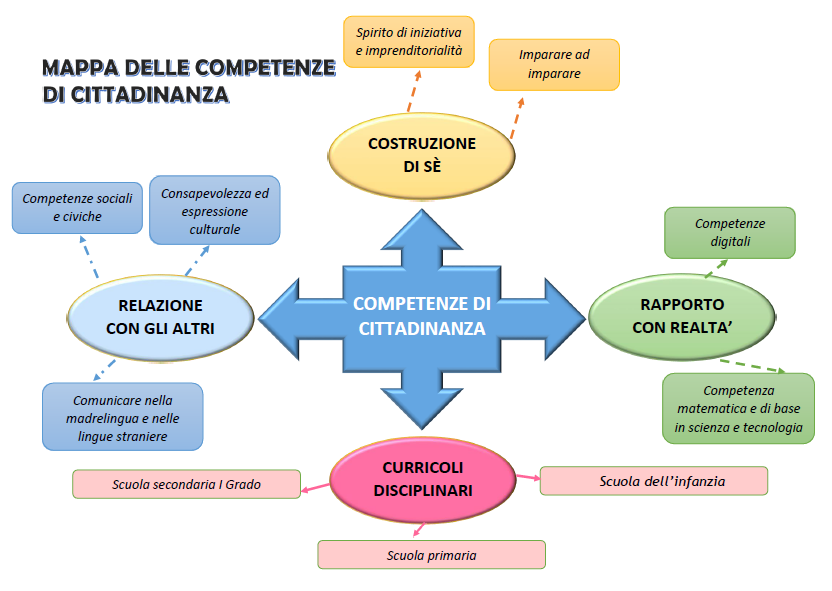 MAPPA DELLE COMPETENZE
DI CITTADINANZA
Spirito di iniziativa
e imprenditorialità
Imparare ad
imparare
COSTRUZIONE
DI SÈ
Competenze sociali
e civiche
Consapevolezza ed
espressione
culturale
Competenze
digitali
RELAZIONE
CON GLI ALTRI
COMPETENZE DI
CITTADINANZA
RAPPORTO
CON REALTA’
Comunicare nella
madrelingua e nelle
lingue straniere
Competenza
matematica e di base
in scienza e tecnologia
CURRICOLI
DISCIPLINARI
Scuola secondaria I Grado
Scuola dell’infanzia
Scuola primaria